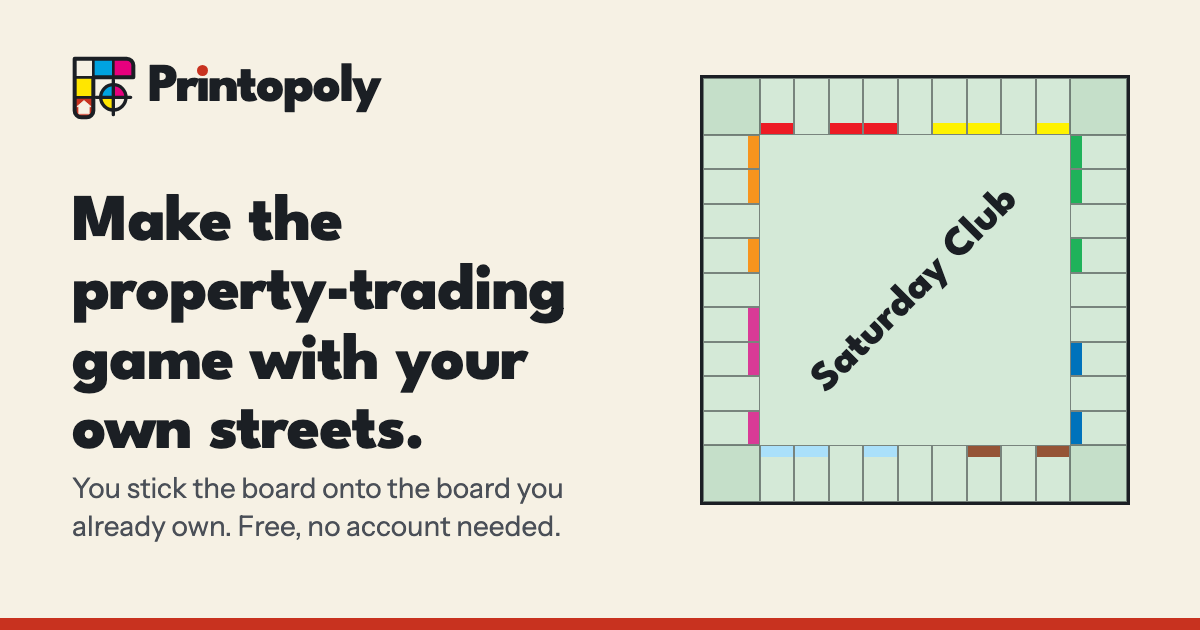 Printopoly
Make the
property-trading
game with your
own streets.
You stick the board onto the board you
already own. Free, no account needed.
Saturday Club